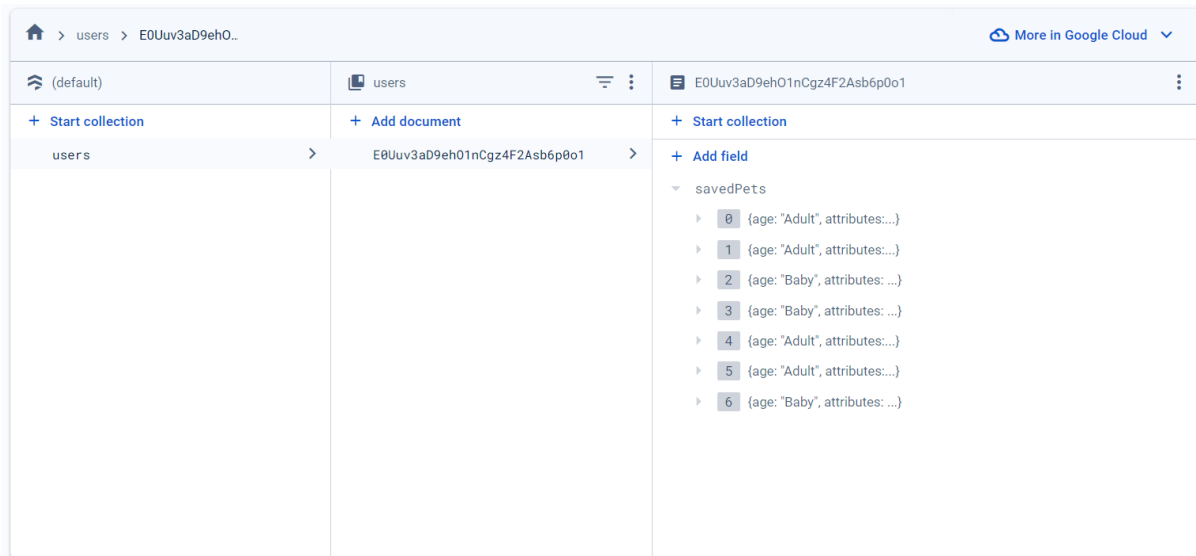 > users > E0Uuv3aD9ehO…
More in Google Cloud
(default)
users
E0Uuv3aD9ehO1nCgz4F2Asb6p0o1
+ Start collection
+ Add document
+ Start collection
users
E0Uuv3aD9ehO1nCgz4F2Asb6p0o1
+ Add field
savedPets
0 {age: "Adult", attributes:...}
1 {age: "Adult", attributes:...}
2 {age: "Baby", attributes: ...}
3 {age: "Baby", attributes: ...}
4 {age: "Adult", attributes:...}
5 {age: "Adult", attributes:...}
6 {age: "Baby", attributes: ...}